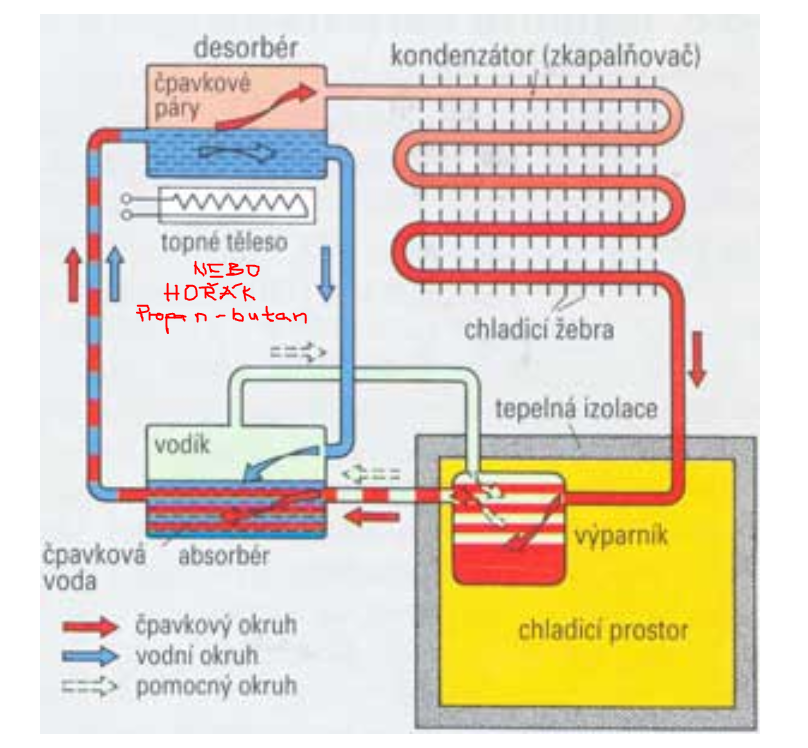 desorbér
kondenzátor (zkapalňovač)
čpavkové
páry
topné těleso
NEBO
HOŘÁK
Propan-butan
chladicí žebra
tepelná izolace
vodík
výparník
čpavková
voda
absorbér
chladicí prostor
čpavkový okruh
vodní okruh
pomocný okruh